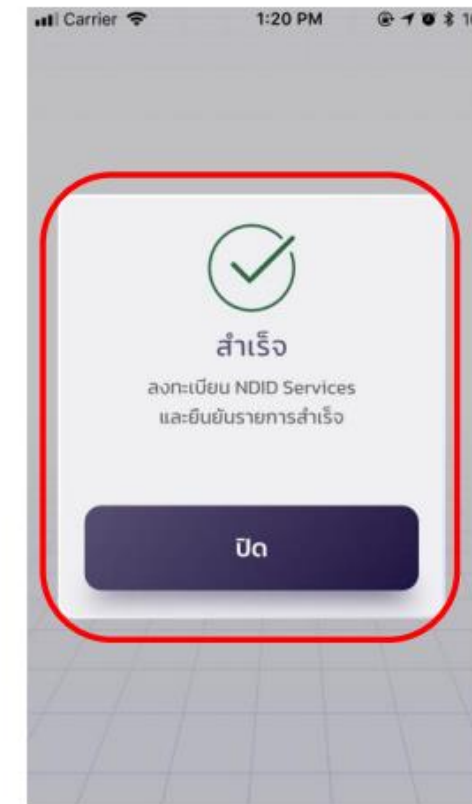 Carrier 1:20 PM
สำเร็จ
ลงทะเบียน NDID Services
และยืนยันรายการสำเร็จ
ปิด